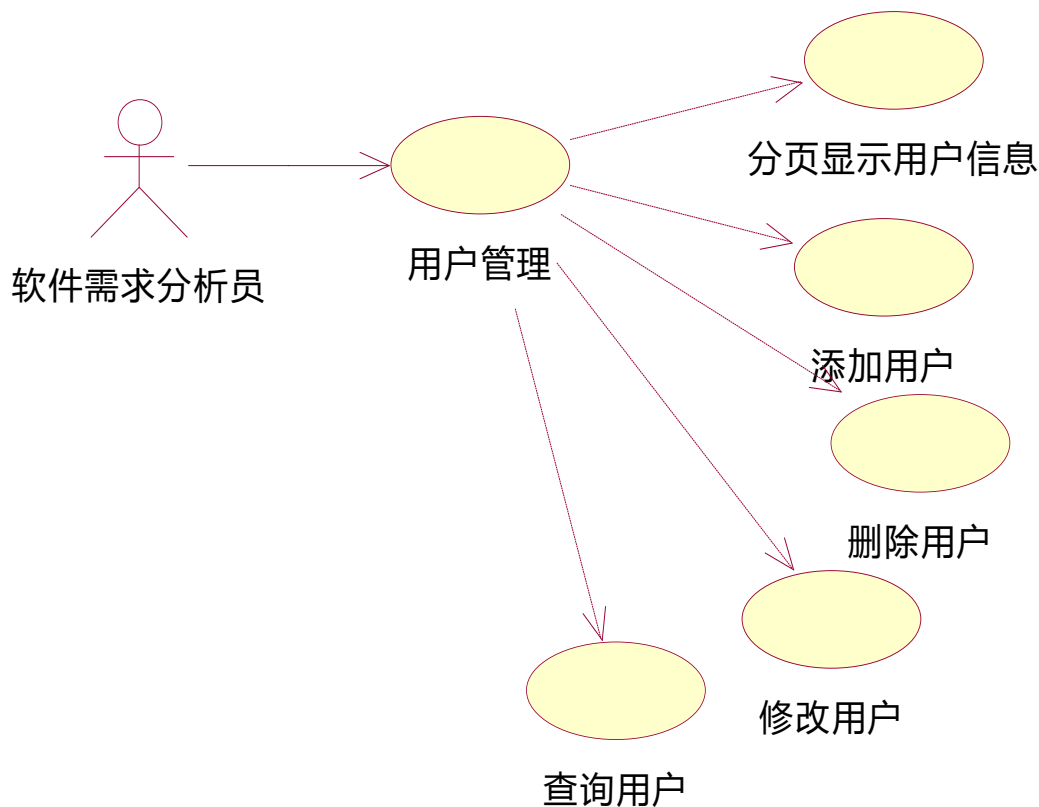 分页显示用户信息
用户管理
软件需求分析员
添加用户
删除用户
修改用户
查询用户